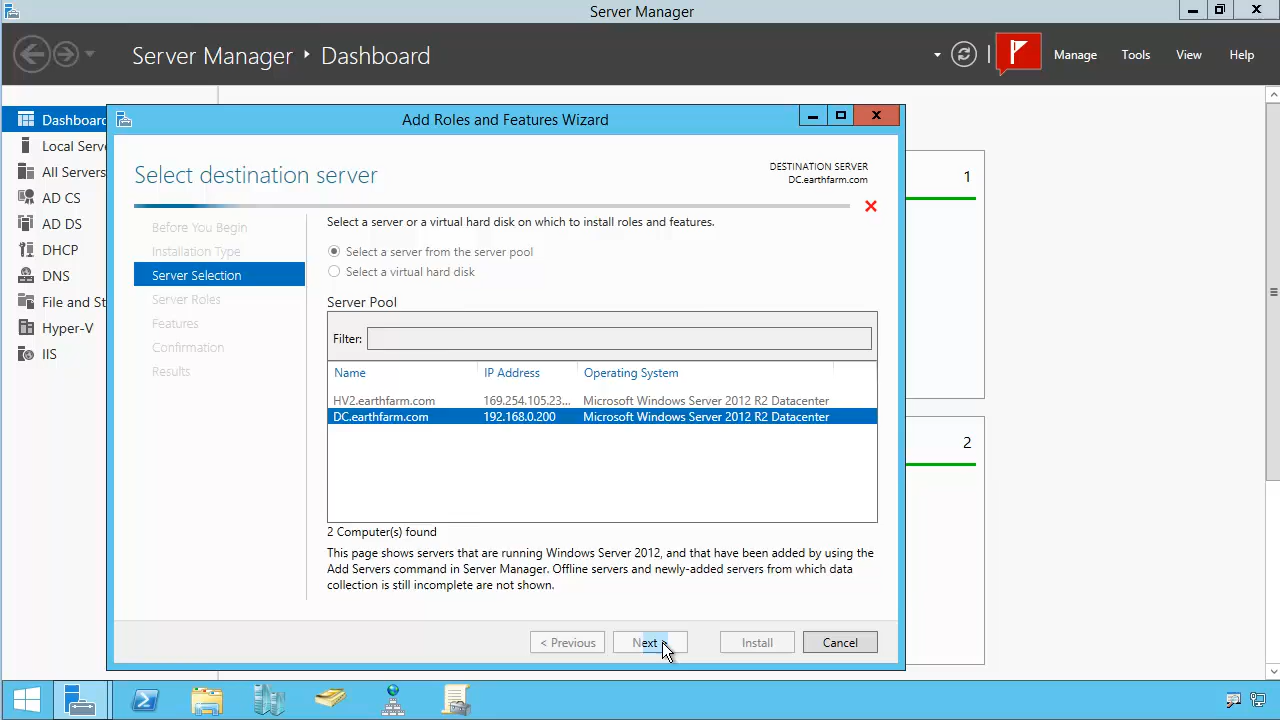 Server Manager
Server Manager ‣ Dashboard
Manage
Tools
View
Help
Dashboard
Local Serve
All Servers
AD CS
AD DS
DHCP
DNS
File and St
Hyper-V
IIS
1
2
Add Roles and Features Wizard
Select destination server
DESTINATION SERVER
DC.earthfarm.com
Before You Begin
Installation Type
Server Selection
Server Roles
Features
Confirmation
Results
Select a server or a virtual hard disk on which to install roles and features.
Select a server from the server pool
Select a virtual hard disk
Server Pool
Filter:
Name IP Address Operating System
HV2.earthfarm.com 169.254.105.23... Microsoft Windows Server 2012 R2 Datacenter
DC.earthfarm.com 192.168.0.200 Microsoft Windows Server 2012 R2 Datacenter
2 Computer(s) found
This page shows servers that are running Windows Server 2012, and that have been added by using the
Add Servers command in Server Manager. Offline servers and newly-added servers from which data
collection is still incomplete are not shown.
< Previous
Next >
Install
Cancel